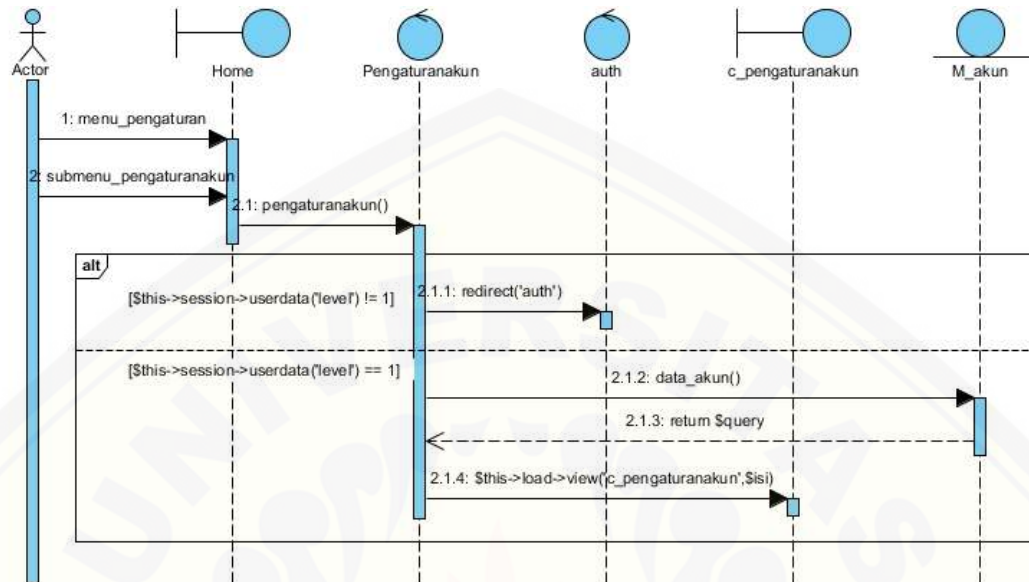 Actor
Home
Pengaturanakun
auth
c_pengaturanakun
M_akun
1: menu_pengaturan
2: submenu_pengaturanakun
2.1: pengaturanakun()
alt
[$this->session->userdata('level') != 1]
2.1.1: redirect('auth')
[$this->session->userdata('level') == 1]
2.1.2: data_akun()
2.1.3: return $query
2.1.4: $this->load->view('c_pengaturanakun',$isi)
UNIVERSITAS